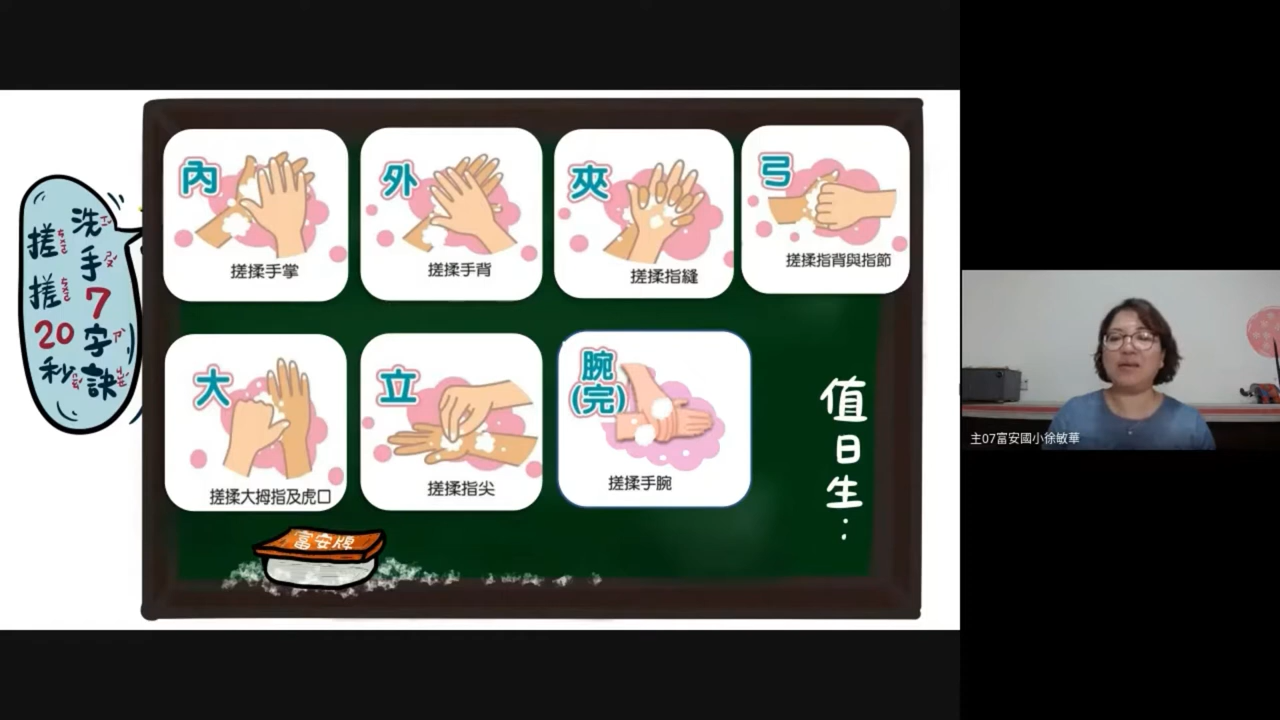 洗手7字訣
搓搓20秒
內
搓揉手掌
外
搓揉手背
夾
搓揉指縫
弓
搓揉指背與指節
大
搓揉大拇指及虎口
立
搓揉指尖
腕
(完)
搓揉手腕
值日生:
富安牌
主07富安國小徐敏華